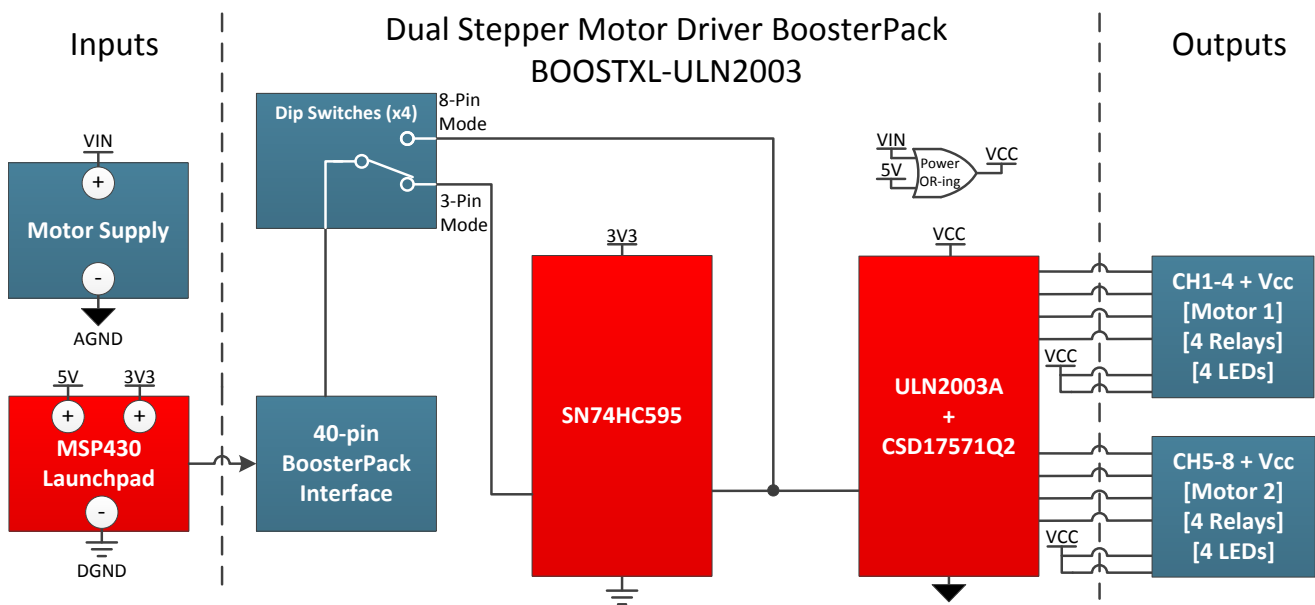 Inputs
Dual Stepper Motor Driver BoosterPack
BOOSTXL-ULN2003
Outputs
Dip Switches (x4)
8-Pin
Mode
3-Pin
Mode
VIN
+
Motor Supply
-
AGND
5V
3V3
+
+
MSP430
Launchpad
-
DGND
40-pin
BoosterPack
Interface
3V3
SN74HC595
VIN
5V
Power
OR-ing
VCC
VCC
ULN2003A
+
CSD17571Q2
VCC
CH1-4 + Vcc
[Motor 1]
[4 Relays]
[4 LEDs]
VCC
CH5-8 + Vcc
[Motor 2]
[4 Relays]
[4 LEDs]